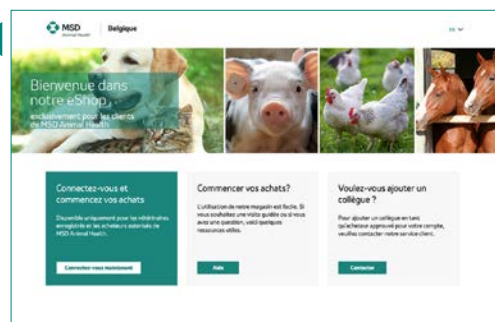 MSD
Animal Health
Belgique
FR
Bienvenue dans
notre eShop
exclusivement pour les clients
de MSD Animal Health
Connectez-vous et
commencez vos achats
Disponible uniquement pour les vétérinaires
enregistrés et les acheteurs autorisés de
MSD Animal Health.
Connectez-vous maintenant
Commencer vos achats?
L'utilisation de notre magasin est facile. Si
vous souhaitez une visite guidée ou si vous
avez une question, voici quelques
ressources utiles.
Aide
Voulez-vous ajouter un
collègue ?
Pour ajouter un collègue en tant
qu'acheteur approuvé pour votre compte,
veuillez contacter notre service client.
Contacter